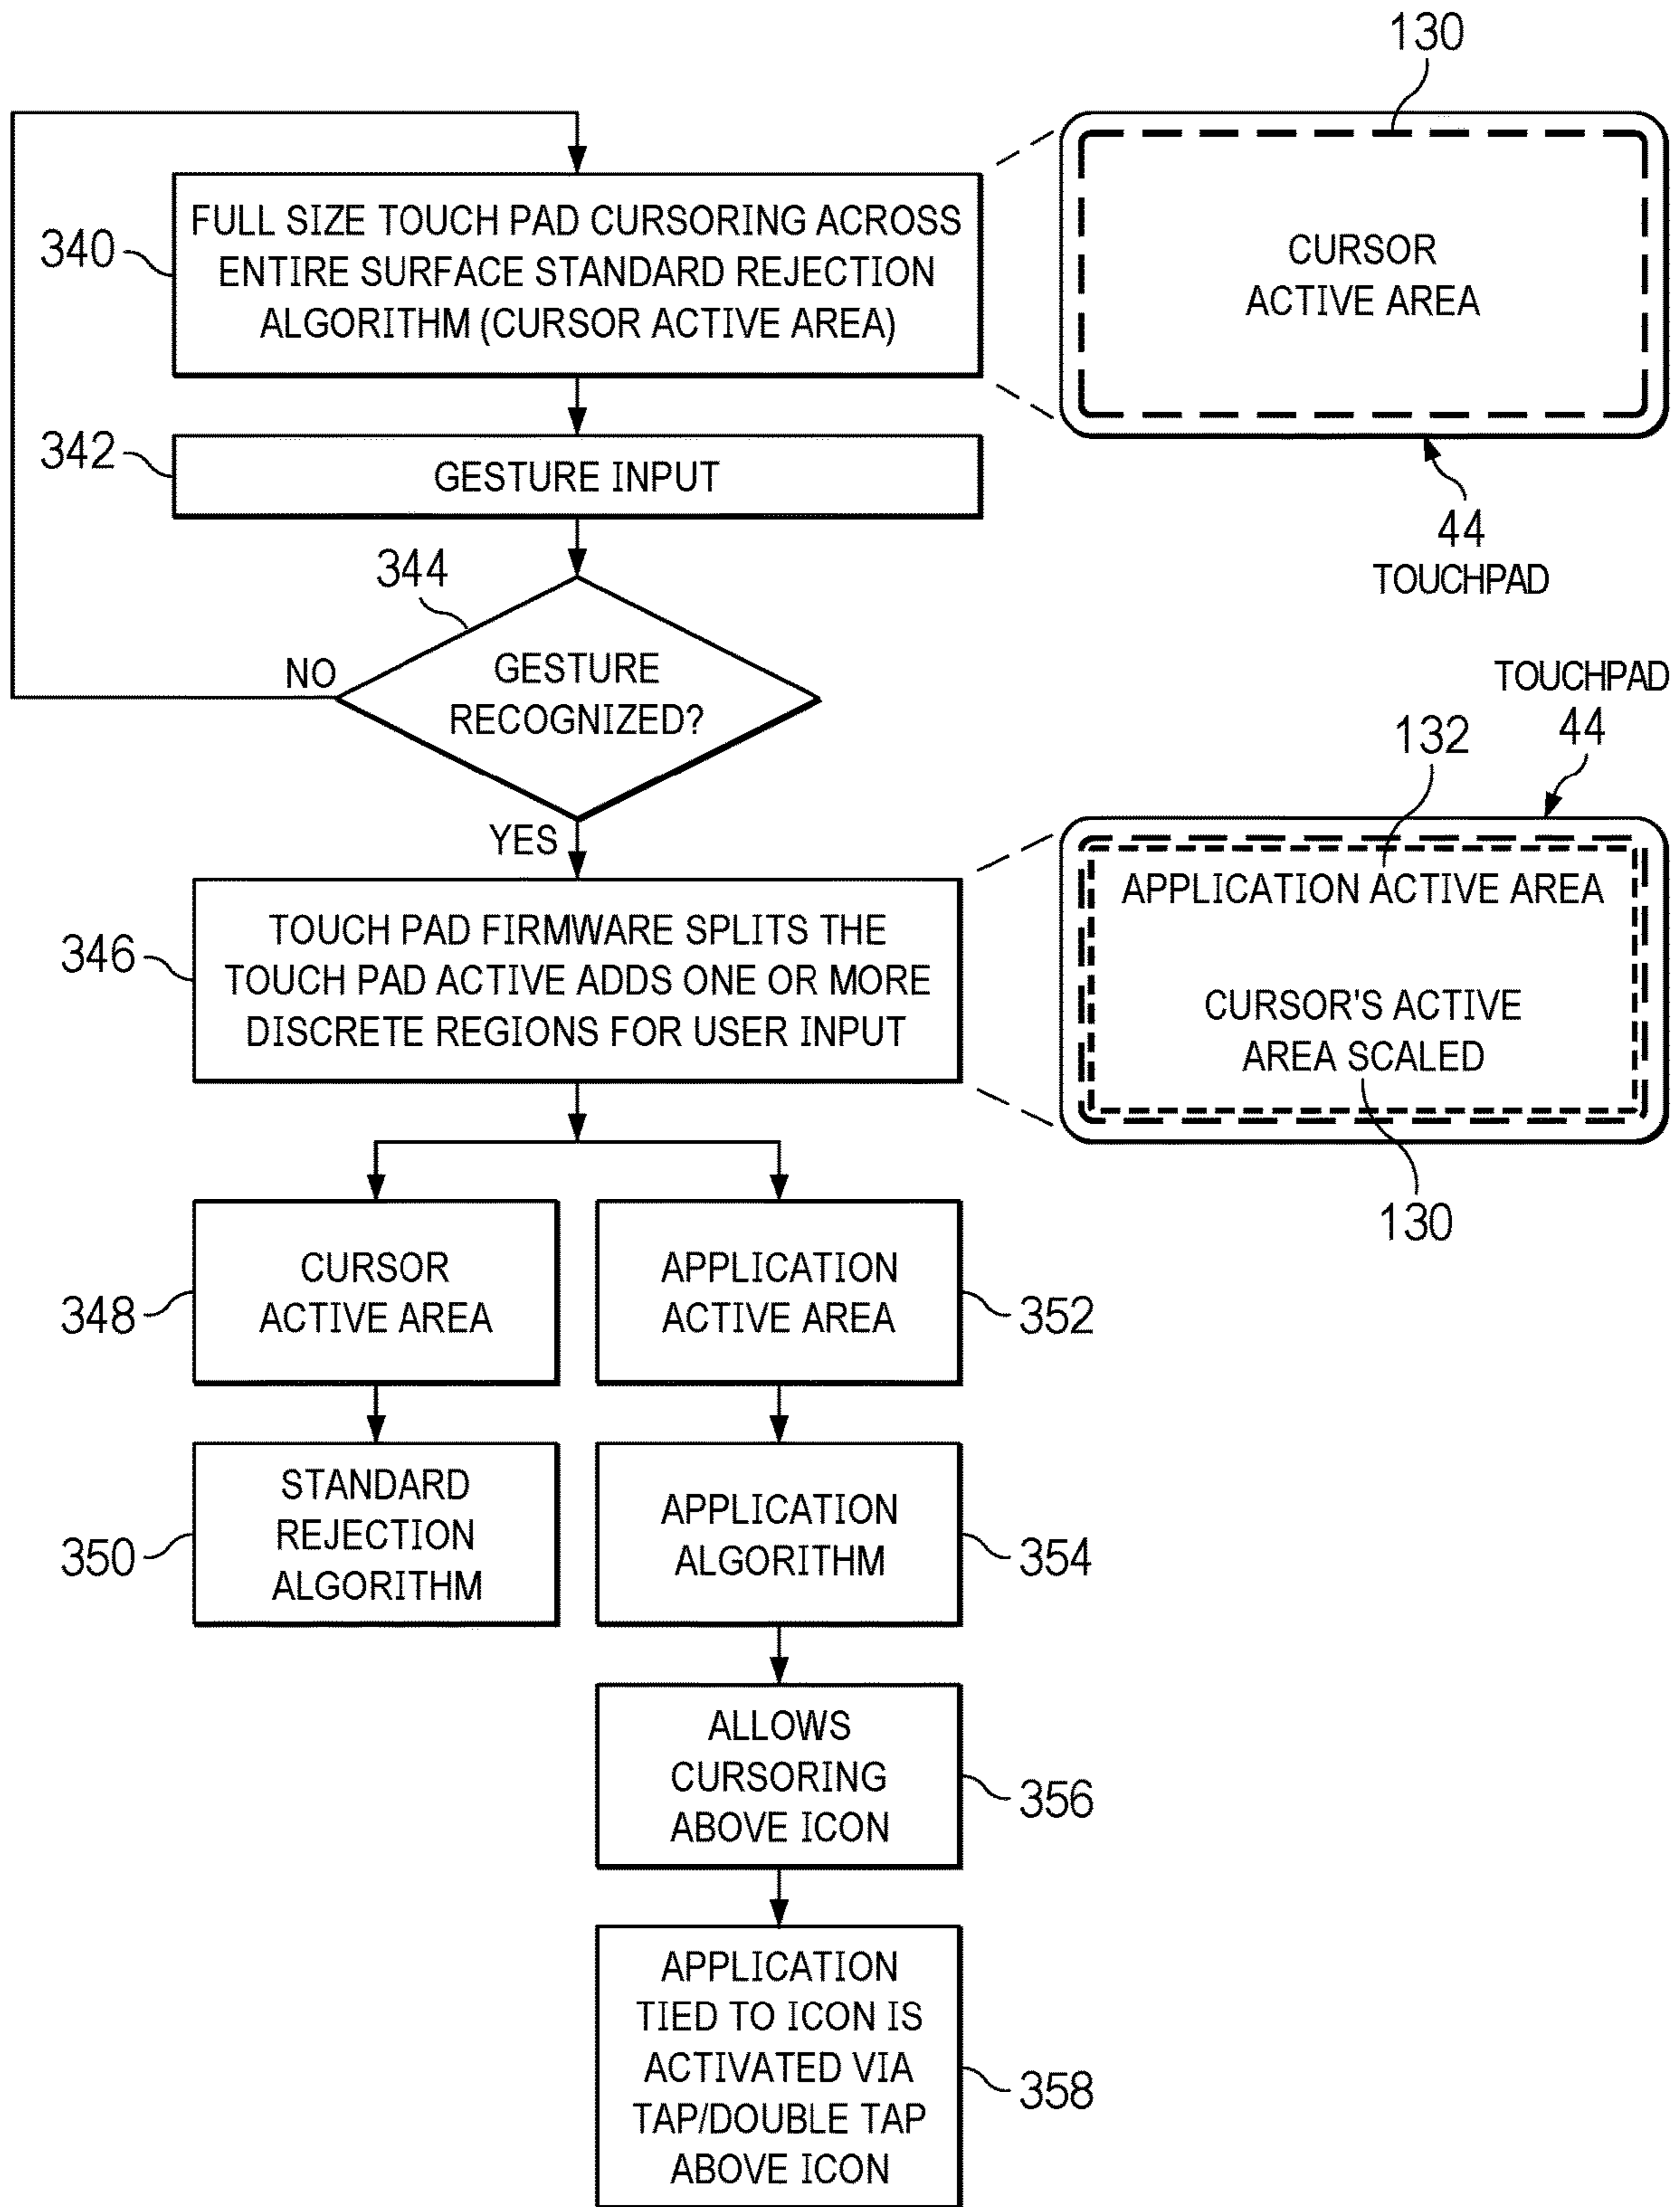 130
340
FULL SIZE TOUCH PAD CURSORING ACROSS
ENTIRE SURFACE STANDARD REJECTION
ALGORITHM (CURSOR ACTIVE AREA)
CURSOR
ACTIVE AREA
342
GESTURE INPUT
44
TOUCHPAD
344
NO
GESTURE
RECOGNIZED?
YES
TOUCHPAD
44
132
346
TOUCH PAD FIRMWARE SPLITS THE
TOUCH PAD ACTIVE ADDS ONE OR MORE
DISCRETE REGIONS FOR USER INPUT
APPLICATION ACTIVE AREA
CURSOR'S ACTIVE
AREA SCALED
130
348
CURSOR
ACTIVE AREA
APPLICATION
ACTIVE AREA
352
350
STANDARD
REJECTION
ALGORITHM
APPLICATION
ALGORITHM
354
ALLOWS
CURSORING
ABOVE ICON
356
APPLICATION
TIED TO ICON IS
ACTIVATED VIA
TAP/DOUBLE TAP
ABOVE ICON
358